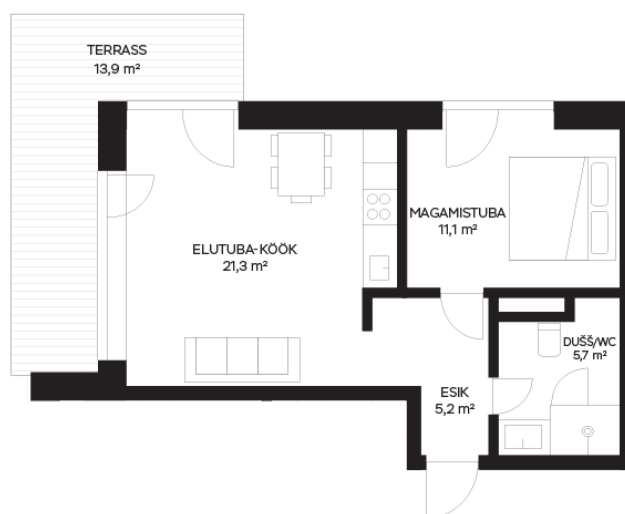 TERRASS
13,9 m²
MAGAMISTUBA
11,1 m²
ELUTUBA-KÖÖK
21,3 m²
DUŠŠ/WC
5,7 m²
ESIK
5,2 m²